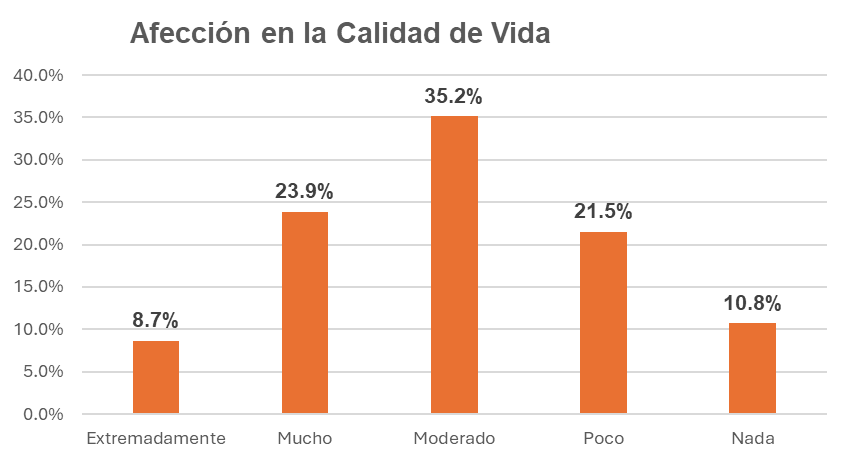 Afección en la Calidad de Vida
40.0%
35.0%
30.0%
25.0%
20.0%
15.0%
10.0%
5.0%
0.0%
8.7%
23.9%
35.2%
21.5%
10.8%
Extremadamente
Mucho
Moderado
Poco
Nada